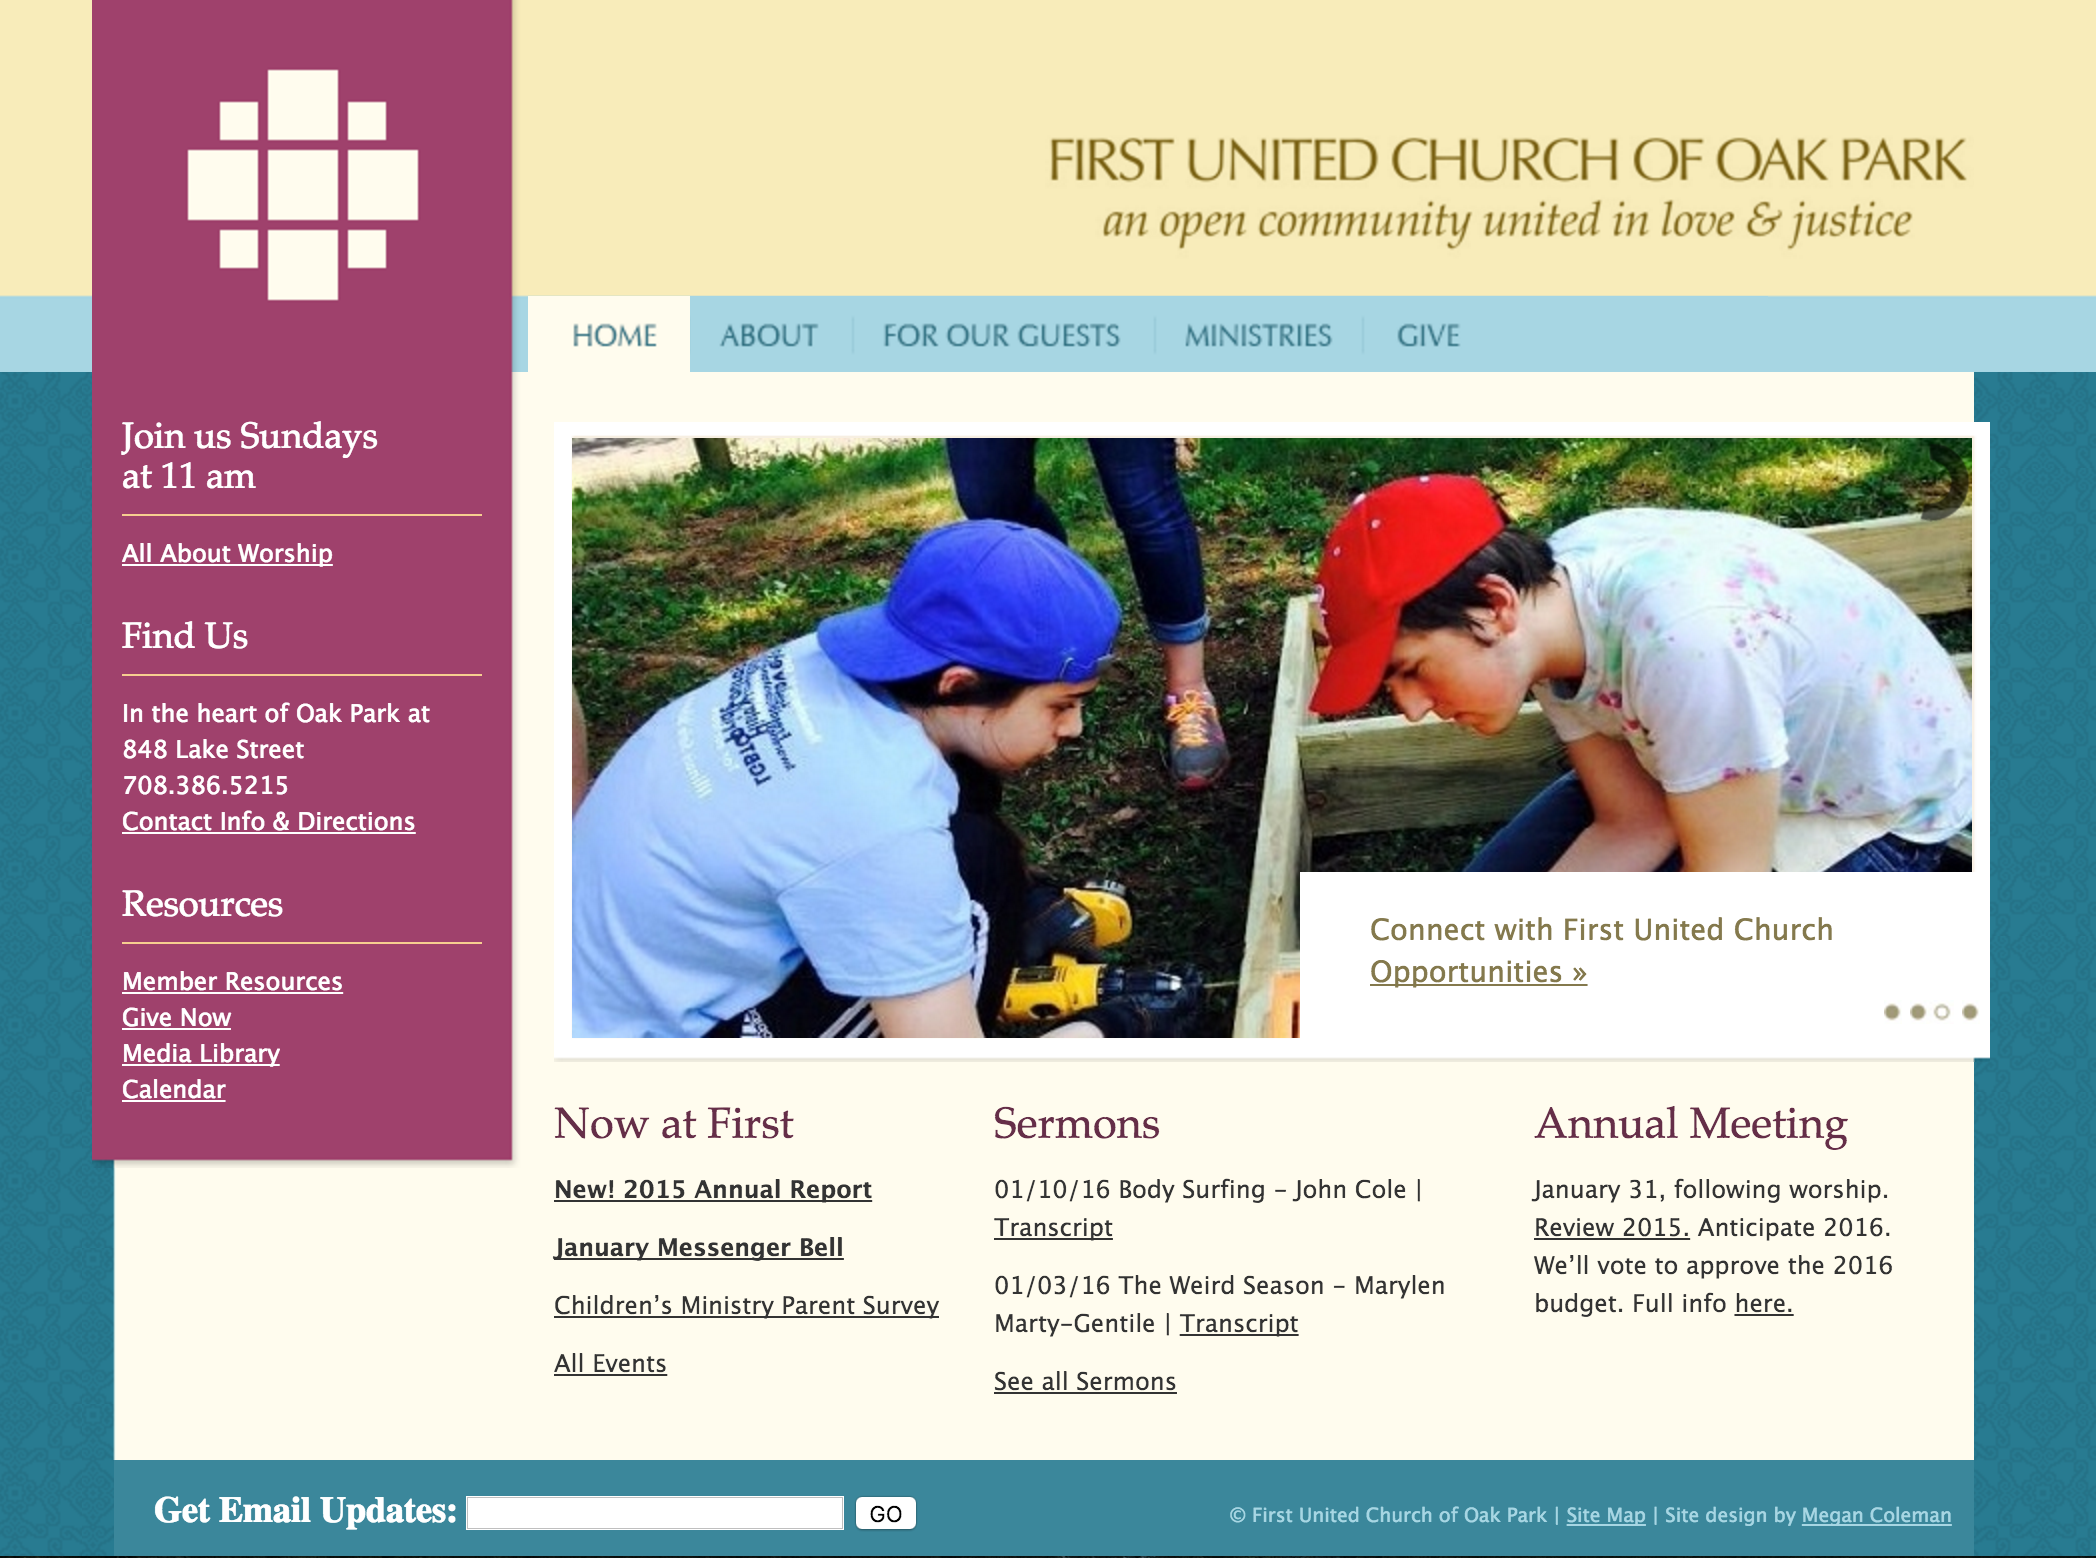 FIRST UNITED CHURCH OF OAK PARK
an open community united in love & justice
HOME
ABOUT
FOR OUR GUESTS
MINISTRIES
GIVE
Join us Sundays
at 11 am
All About Worship
Find Us
In the heart of Oak Park at
848 Lake Street
708.386.5215
Contact Info & Directions
Resources
Member Resources
Give Now
Media Library
Calendar
Connect with First United Church
Opportunities »
Now at First
New! 2015 Annual Report
January Messenger Bell
Children’s Ministry Parent Survey
All Events
Sermons
01/10/16 Body Surfing – John Cole |
Transcript
01/03/16 The Weird Season – Marylen
Marty–Gentile | Transcript
See all Sermons
Annual Meeting
January 31, following worship.
Review 2015. Anticipate 2016.
We’ll vote to approve the 2016
budget. Full info here.
Get Email Updates:
GO
© First United Church of Oak Park | Site Map | Site design by Megan Coleman